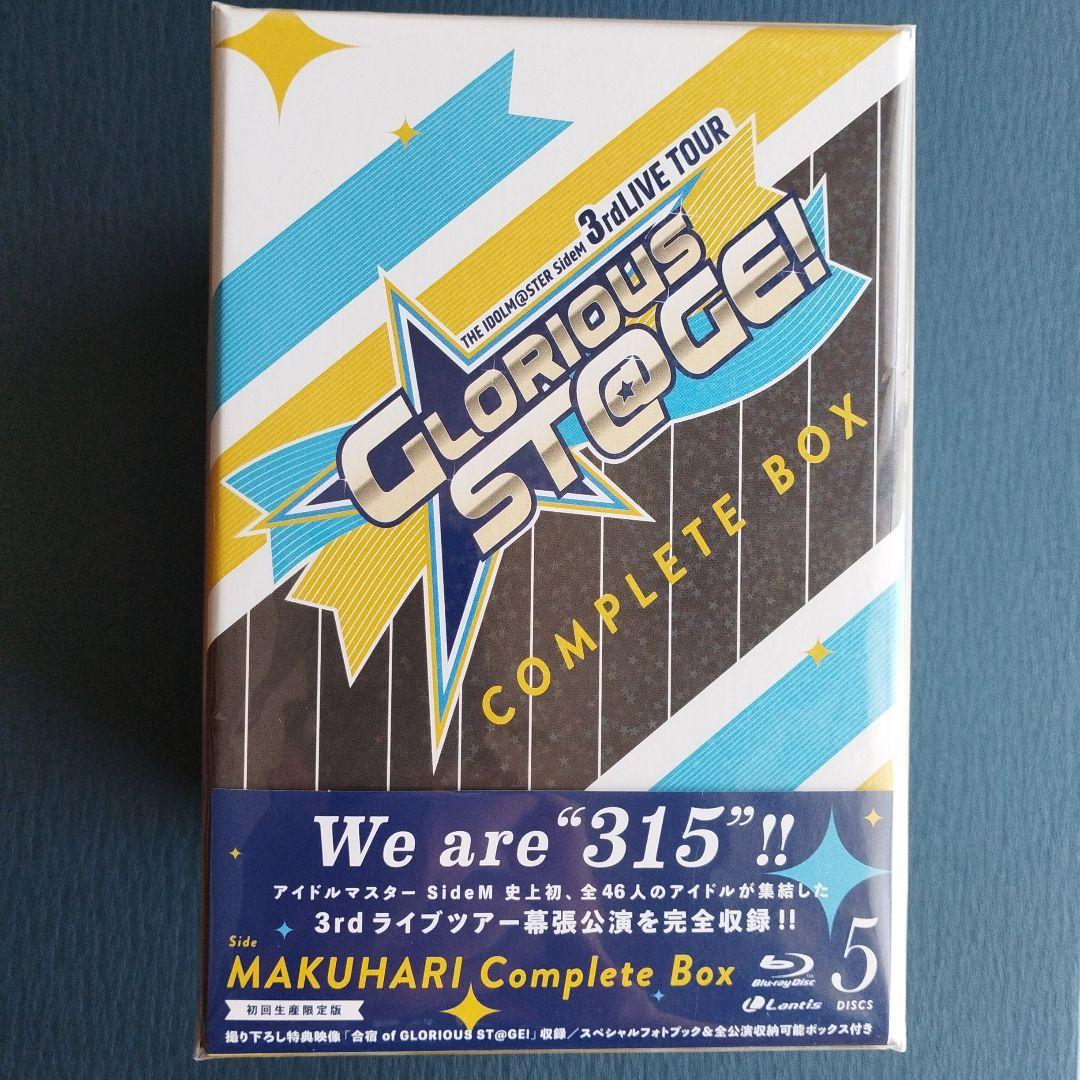 THE IDOLM@STER SideM 3rdLIVE TOUR
GLORIOUS
ST@GE!
COMPLETE BOX
We are “315”!!
アイドルマスター SideM 史上初、全46人のアイドルが集結した
3rdライブツアー幕張公演を完全収録!!
Side
MAKUHARI Complete Box
Blu-ray Disc™
Lantis
5
DISCS
初回生産限定版
撮り下ろし特典映像「合宿 of GLORIOUS ST@GE!」収録／スペシャルフォトブック＆全公演収納可能ボックス付き